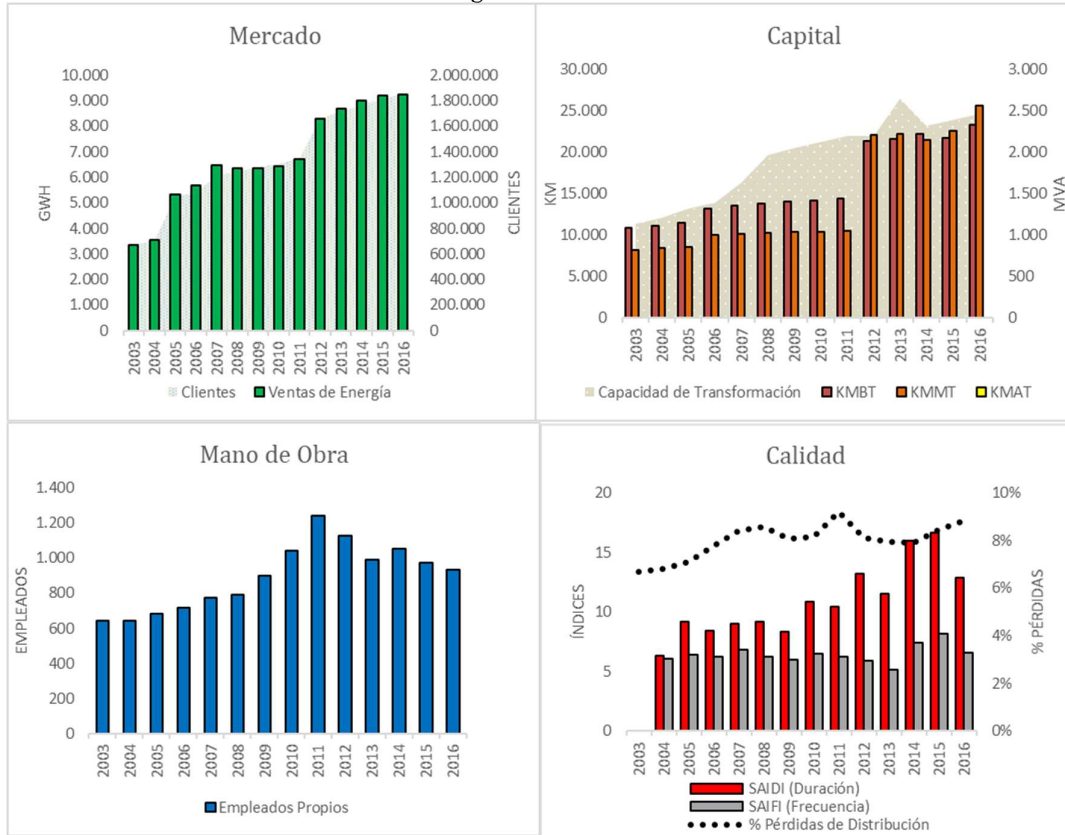 Mercado
GWH
10.000
9.000
8.000
7.000
6.000
5.000
4.000
3.000
2.000
1.000
0
2.000.000
1.800.000
1.600.000
1.400.000
1.200.000
1.000.000
800.000
600.000
400.000
200.000
0
CLIENTES
2003 2004 2005 2006 2007 2008 2009 2010 2011 2012 2013 2014 2015 2016
Clientes Ventas de Energía
Capital
KM
30.000
25.000
20.000
15.000
10.000
5.000
0
3.000
2.500
2.000
1.500
1.000
500
0
MVA
2003 2004 2005 2006 2007 2008 2009 2010 2011 2012 2013 2014 2015 2016
Capacidad de Transformación KMBT KMMT KMAT
Mano de Obra
EMPLEADOS
1.400
1.200
1.000
800
600
400
200
0
2003 2004 2005 2006 2007 2008 2009 2010 2011 2012 2013 2014 2015 2016
Empleados Propios
Calidad
ÍNDICES
20
15
10
5
0
10%
8%
6%
4%
2%
0%
% PÉRDIDAS
2003 2004 2005 2006 2007 2008 2009 2010 2011 2012 2013 2014 2015 2016
SAIDI (Duración)
SAIFI (Frecuencia)
% Pérdidas de Distribución